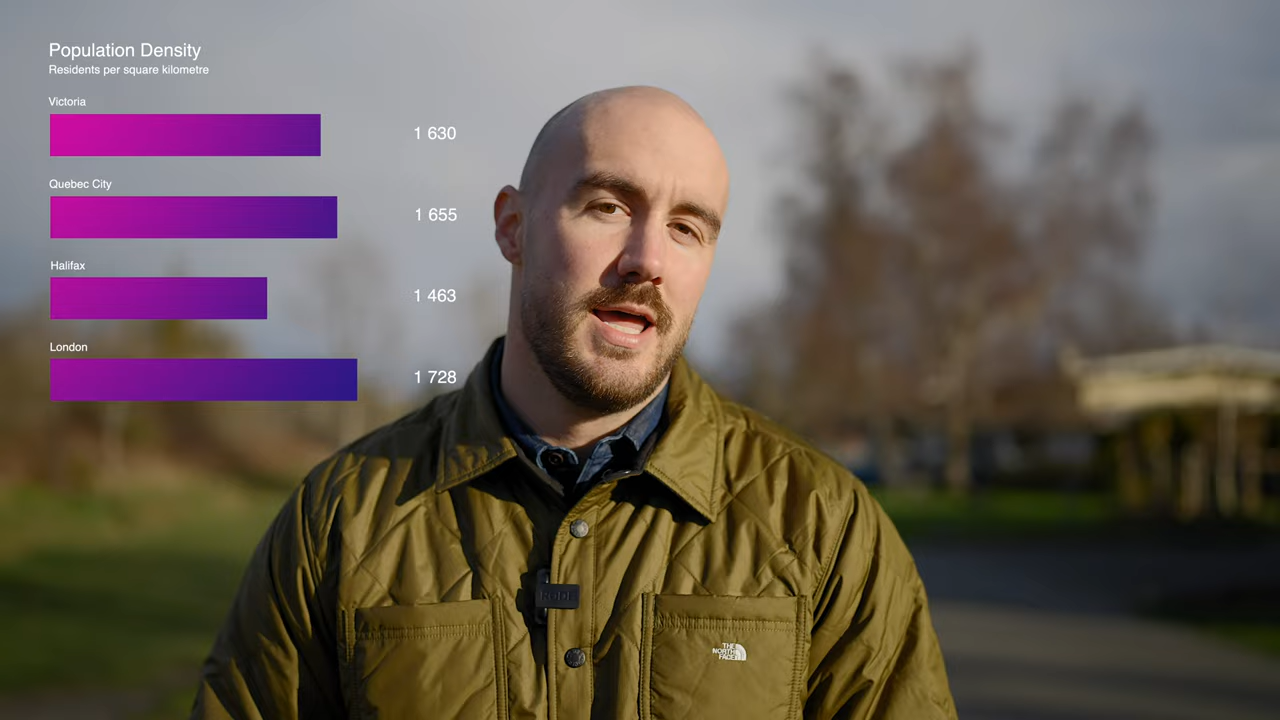 Population Density
Residents per square kilometre
Victoria
1 630
Quebec City
1 655
Halifax
1 463
London
1 728
RODE
THE
NORTH
FACE